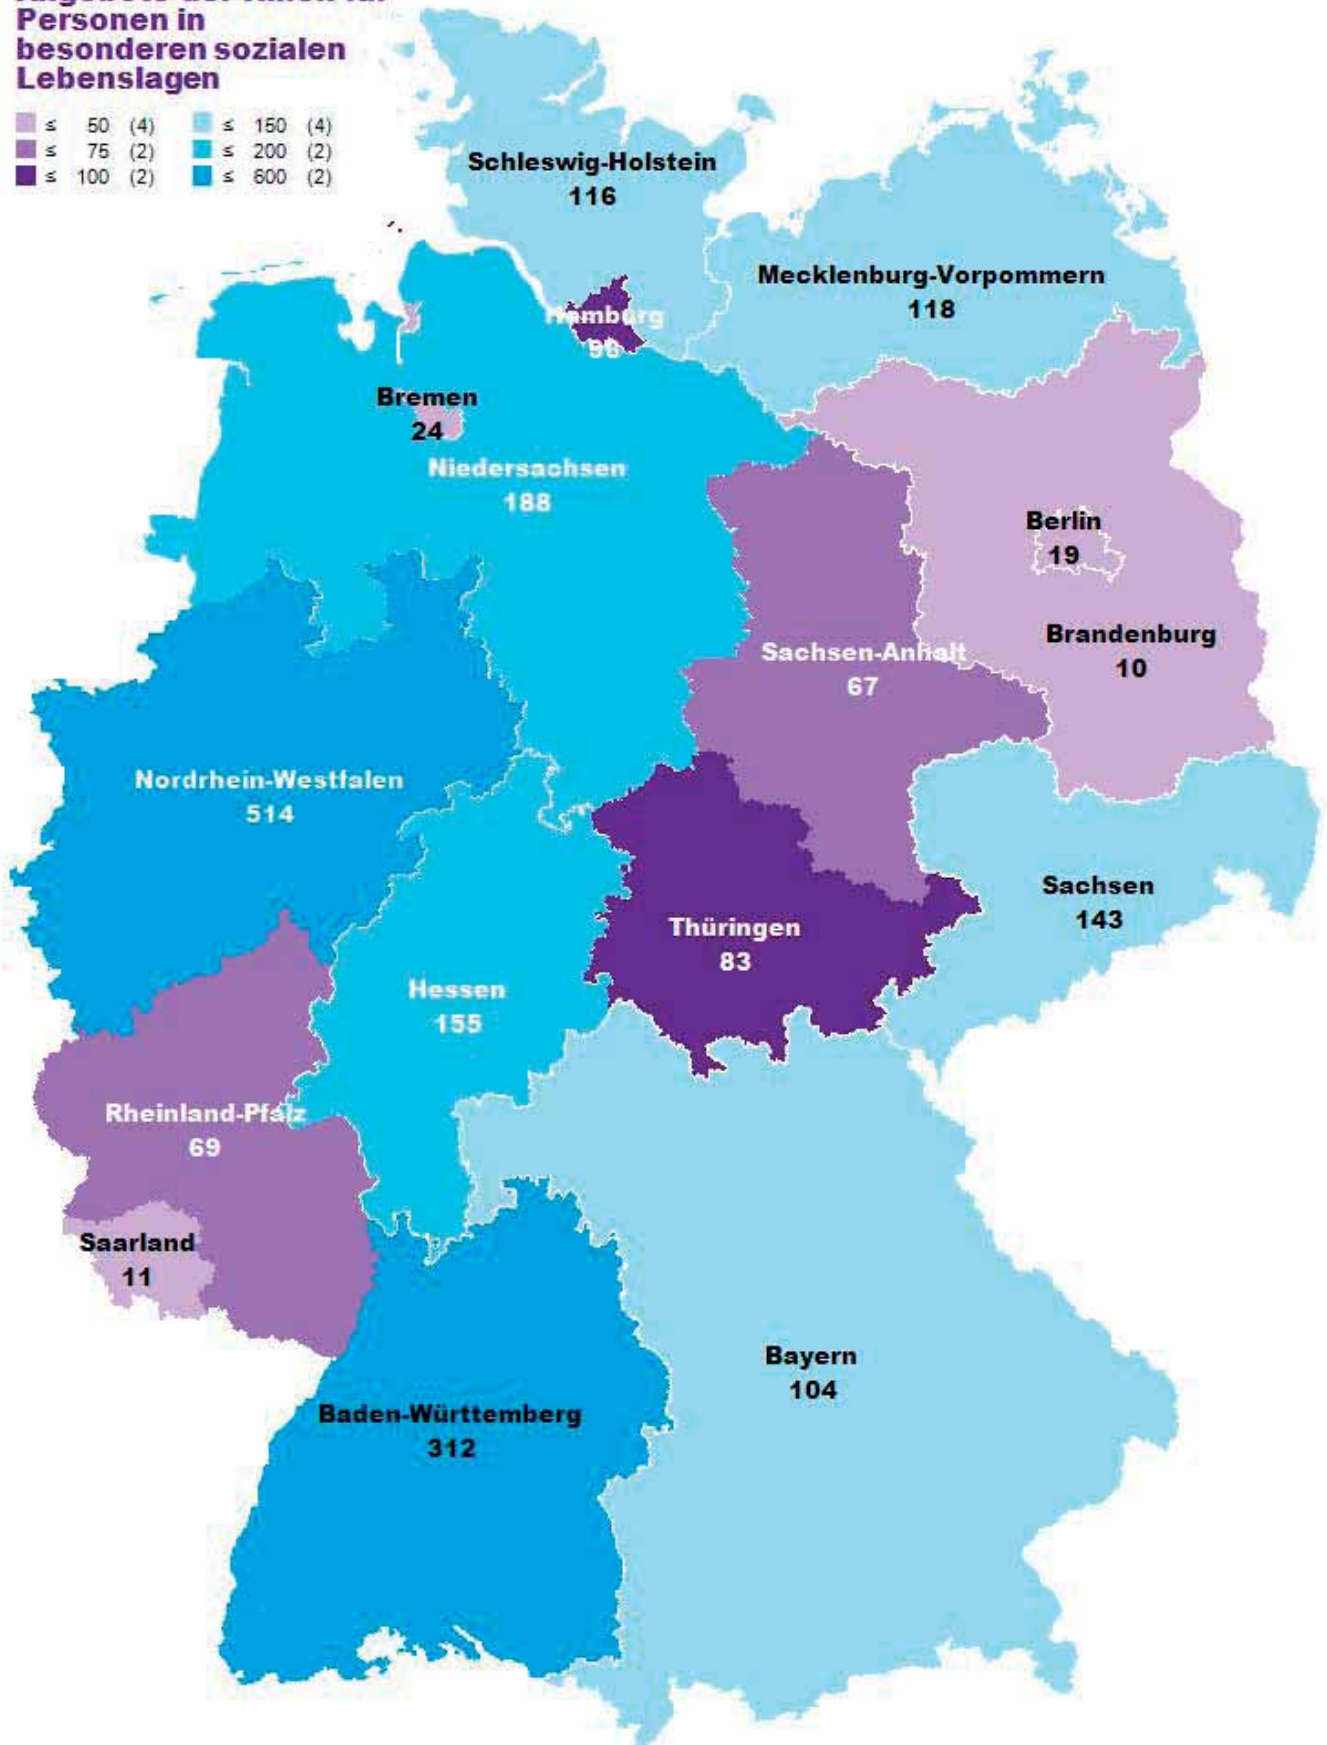 Personen in
besonderen sozialen
Lebenslagen
≤ 50 (4) ≤ 150 (4)
≤ 75 (2) ≤ 200 (2)
≤ 100 (2) ≤ 600 (2)
Schleswig-Holstein
116
Mecklenburg-Vorpommern
118
Hamburg
Bremen
24
Niedersachsen
188
Berlin
19
Brandenburg
10
Sachsen-Anhalt
67
Nordrhein-Westfalen
514
Sachsen
143
Thüringen
83
Hessen
155
Rheinland-Pfalz
69
Saarland
11
Bayern
104
Baden-Württemberg
312